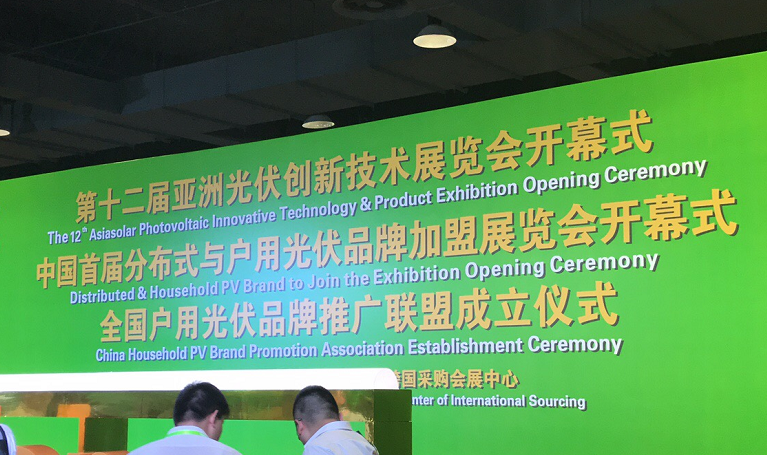 第十二届亚洲光伏创新技术展览会开幕式
The 12th Asiasolar Photovoltaic Innovative Technology & Product Exhibition Opening Ceremony
中国首届分布式与户用光伏品牌加盟展览会开幕式
Distributed & Household PV Brand to Join the Exhibition Opening Ceremony
全国户用光伏品牌推广联盟成立仪式
China Household PV Brand Promotion Association Establishment Ceremony
国采购会展中心
of International Sourcing